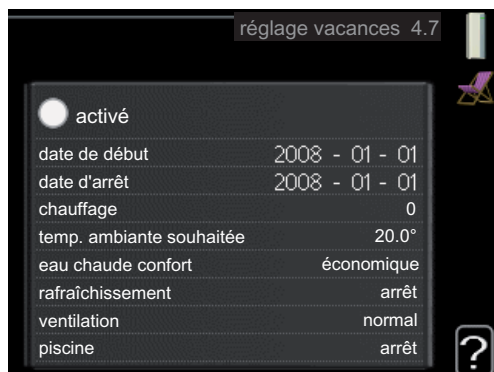 réglage vacances 4.7
activé
date de début 2008 - 01 - 01
date d'arrêt 2008 - 01 - 01
chauffage 0
temp. ambiante souhaitée 20.0°
eau chaude confort économique
rafraîchissement arrêt
ventilation normal
piscine arrêt
?